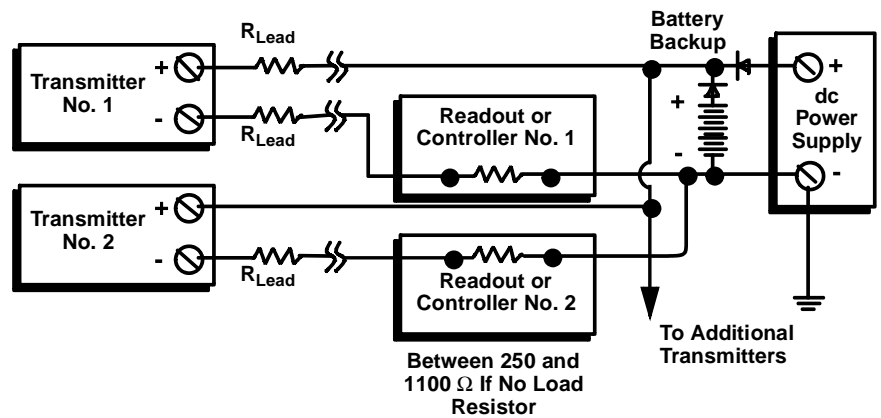 Battery
Backup
R Lead
+
Transmitter
No. 1
-
R Lead
+
-
+
dc
Power
Supply
-
Readout or
Controller No. 1
Transmitter
No. 2
+
-
R Lead
Readout or
Controller No. 2
To Additional
Transmitters
Between 250 and
1100 Ω If No Load
Resistor